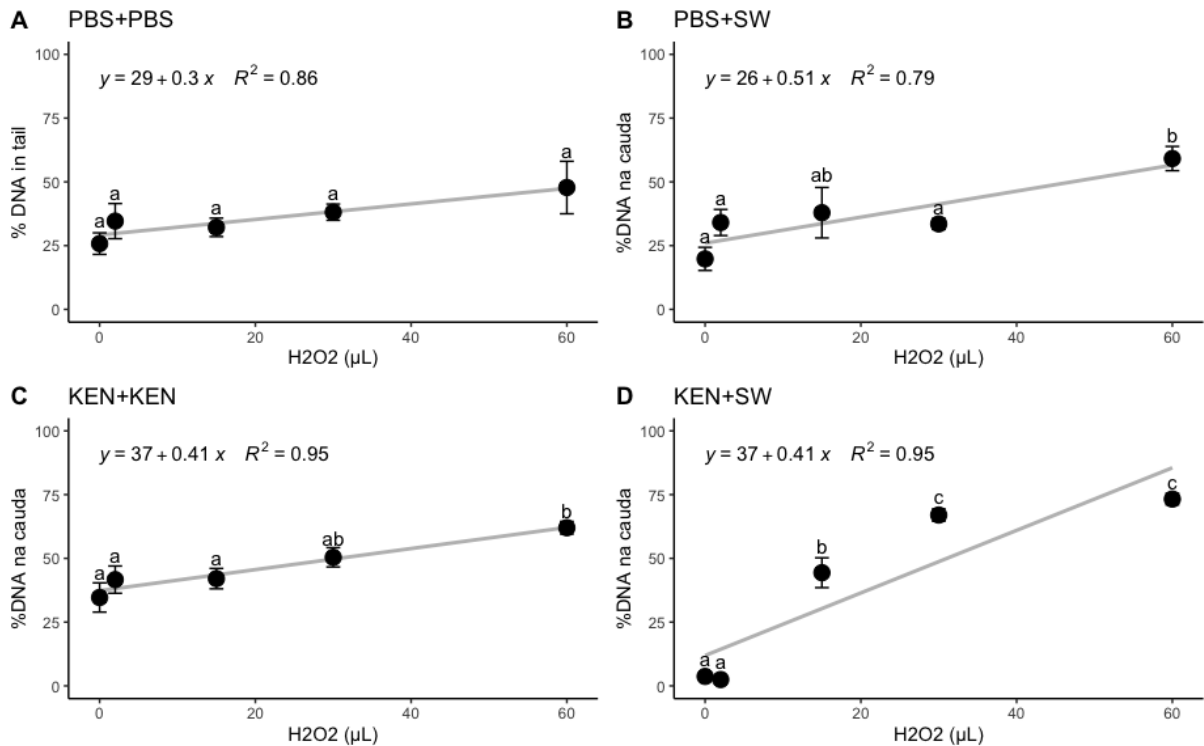 A PBS+PBS
y = 29 + 0.3 x R² = 0.86
% DNA in tail
100
75
50
25
0
a
a
a
a
a
0 20 40 60
H2O2 (µL)
B PBS+SW
y = 26 + 0.51 x R² = 0.79
%DNA na cauda
100
75
50
25
0
a
a
ab
a
b
0 20 40 60
H2O2 (µL)
C KEN+KEN
y = 37 + 0.41 x R² = 0.95
%DNA na cauda
100
75
50
25
0
a
a
a
ab
b
0 20 40 60
H2O2 (µL)
D KEN+SW
y = 37 + 0.41 x R² = 0.95
%DNA na cauda
100
75
50
25
0
a
a
b
c
c
0 20 40 60
H2O2 (µL)